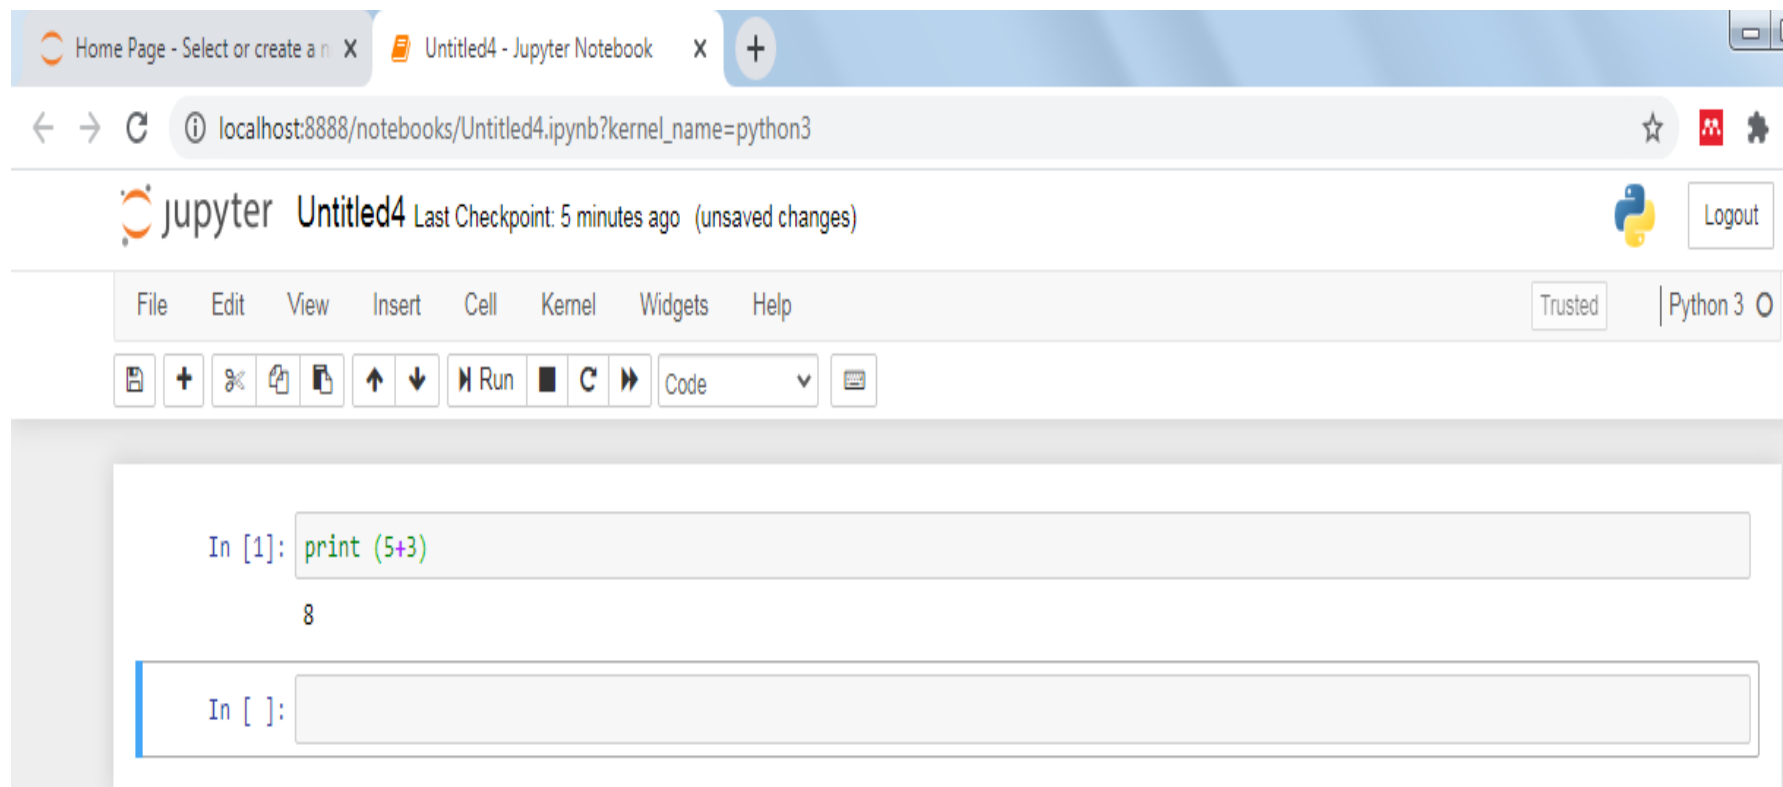 Home Page - Select or create a n
Untitled4 - Jupyter Notebook
localhost:8888/notebooks/Untitled4.ipynb?kernel_name=python3
jupyter Untitled4 Last Checkpoint: 5 minutes ago (unsaved changes)
Logout
File Edit View Insert Cell Kernel Widgets Help
Trusted
Python 3
Run
Code
In [1]: print (5+3)
8
In [ ]: